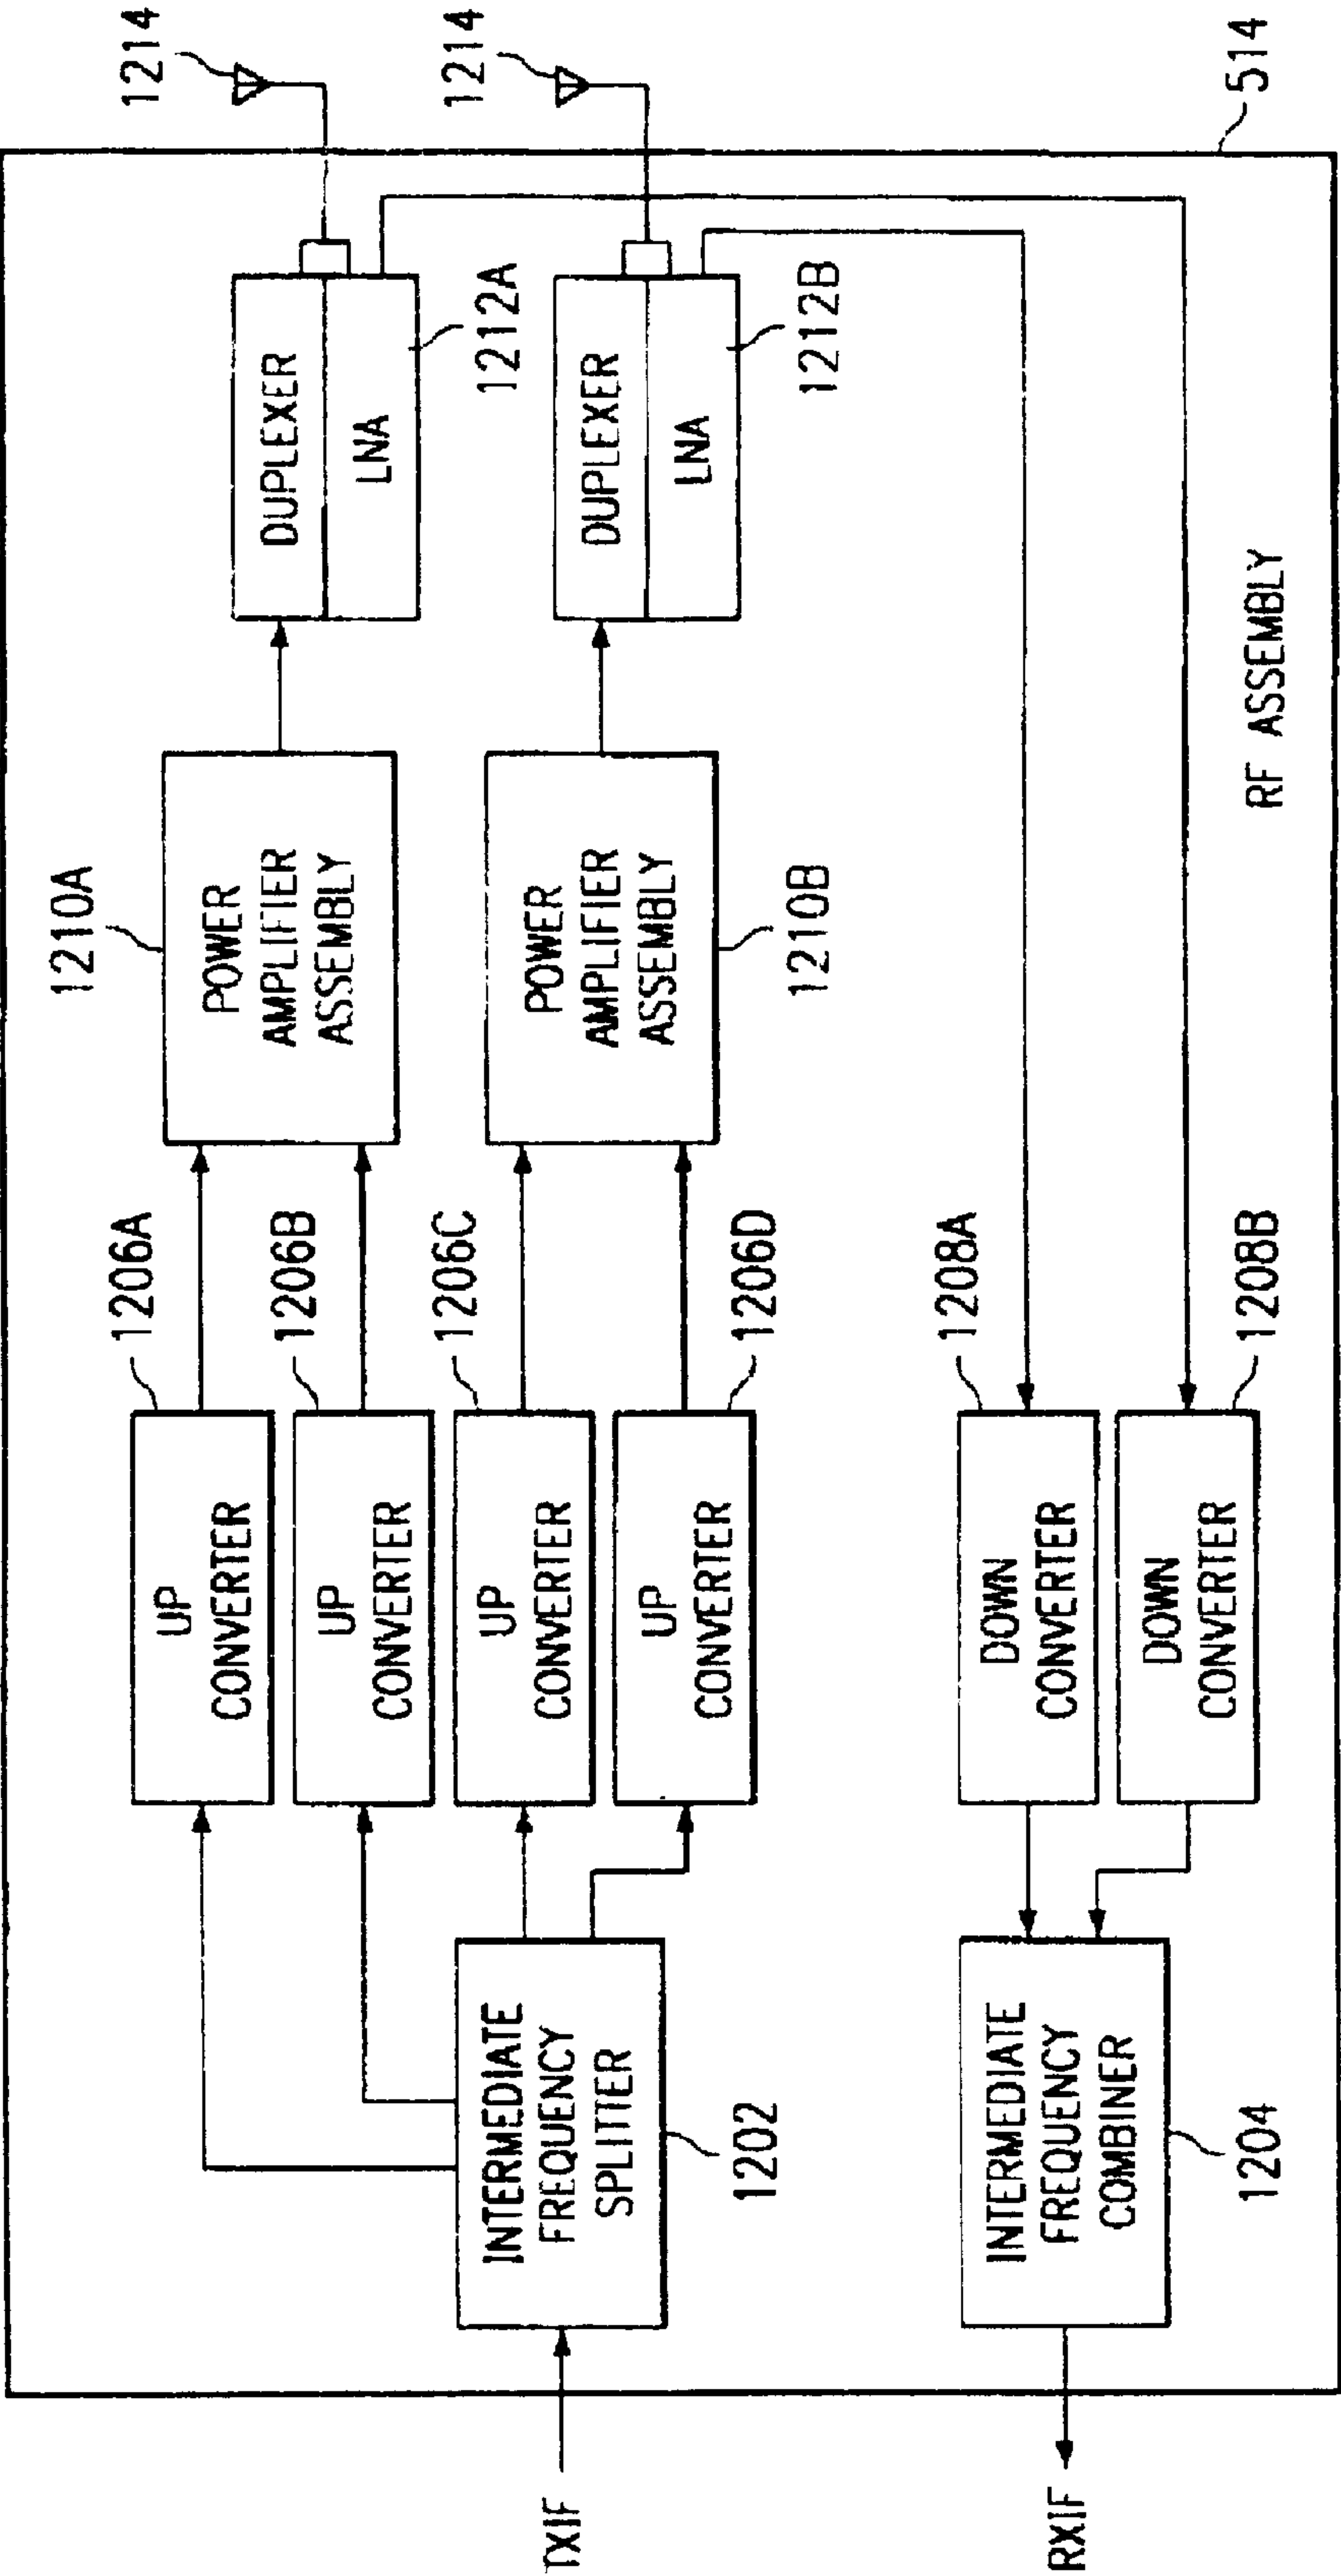 1214
1214
514
DUPLEXER
LNA
1212A
DUPLEXER
LNA
1212B
1210A
POWER
AMPLIFIER
ASSEMBLY
POWER
AMPLIFIER
ASSEMBLY
1210B
1206A
UP
CONVERTER
1206B
UP
CONVERTER
1206C
UP
CONVERTER
1206D
UP
CONVERTER
1208A
DOWN
CONVERTER
1208B
DOWN
CONVERTER
INTERMEDIATE
FREQUENCY
SPLITTER
1202
INTERMEDIATE
FREQUENCY
COMBINER
1204
RF ASSEMBLY
TXIF
RXIF